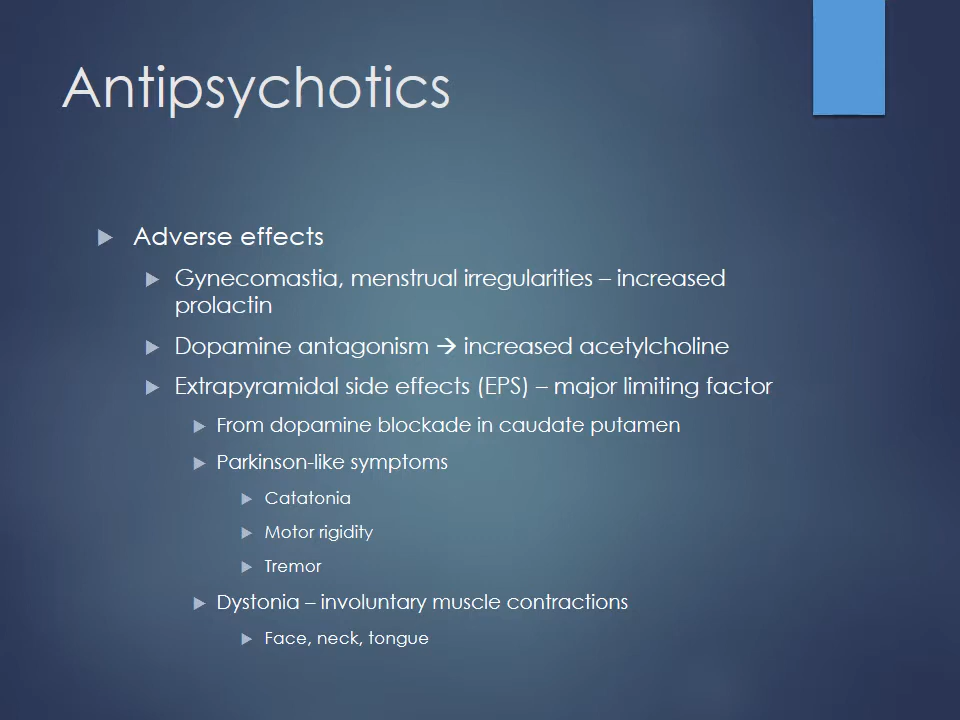 Antipsychotics
Adverse effects
Gynecomastia, menstrual irregularities – increased
prolactin
Dopamine antagonism → increased acetylcholine
Extrapyramidal side effects (EPS) – major limiting factor
From dopamine blockade in caudate putamen
Parkinson-like symptoms
Catatonia
Motor rigidity
Tremor
Dystonia – involuntary muscle contractions
Face, neck, tongue